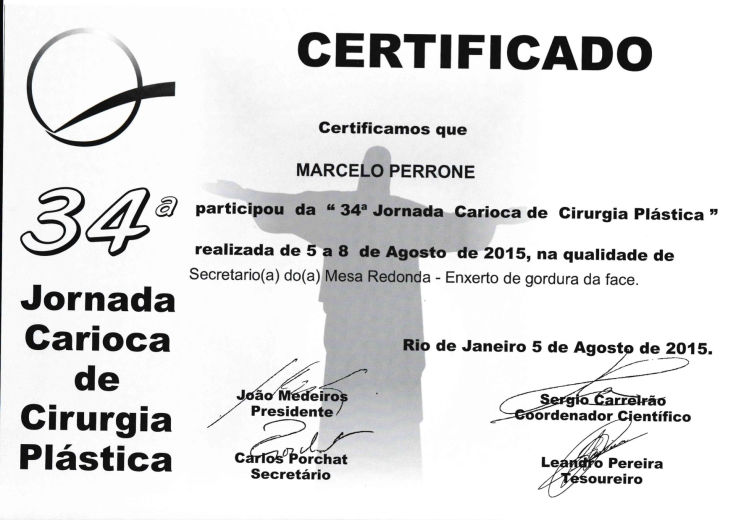 CERTIFICADO
Certificamos que
MARCELO PERRONE
participou da “ 34ª Jornada Carioca de Cirurgia Plástica ”
realizada de 5 a 8 de Agosto de 2015, na qualidade de
Secretario(a) do(a) Mesa Redonda - Enxerto de gordura da face.
Rio de Janeiro 5 de Agosto de 2015.
34ª
Jornada
Carioca
de
Cirurgia
Plástica
João Medeiros
Presidente
Carlos Porchat
Secretário
Sergio Carreirão
Coordenador Científico
Leandro Pereira
Tesoureiro